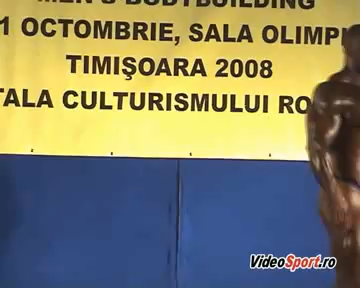 MEN'S BODYBUILDING
1 OCTOMBRIE, SALA OLIMPI
TIMIŞOARA 2008
TALA CULTURISMULUI RO
VideoSport.ro